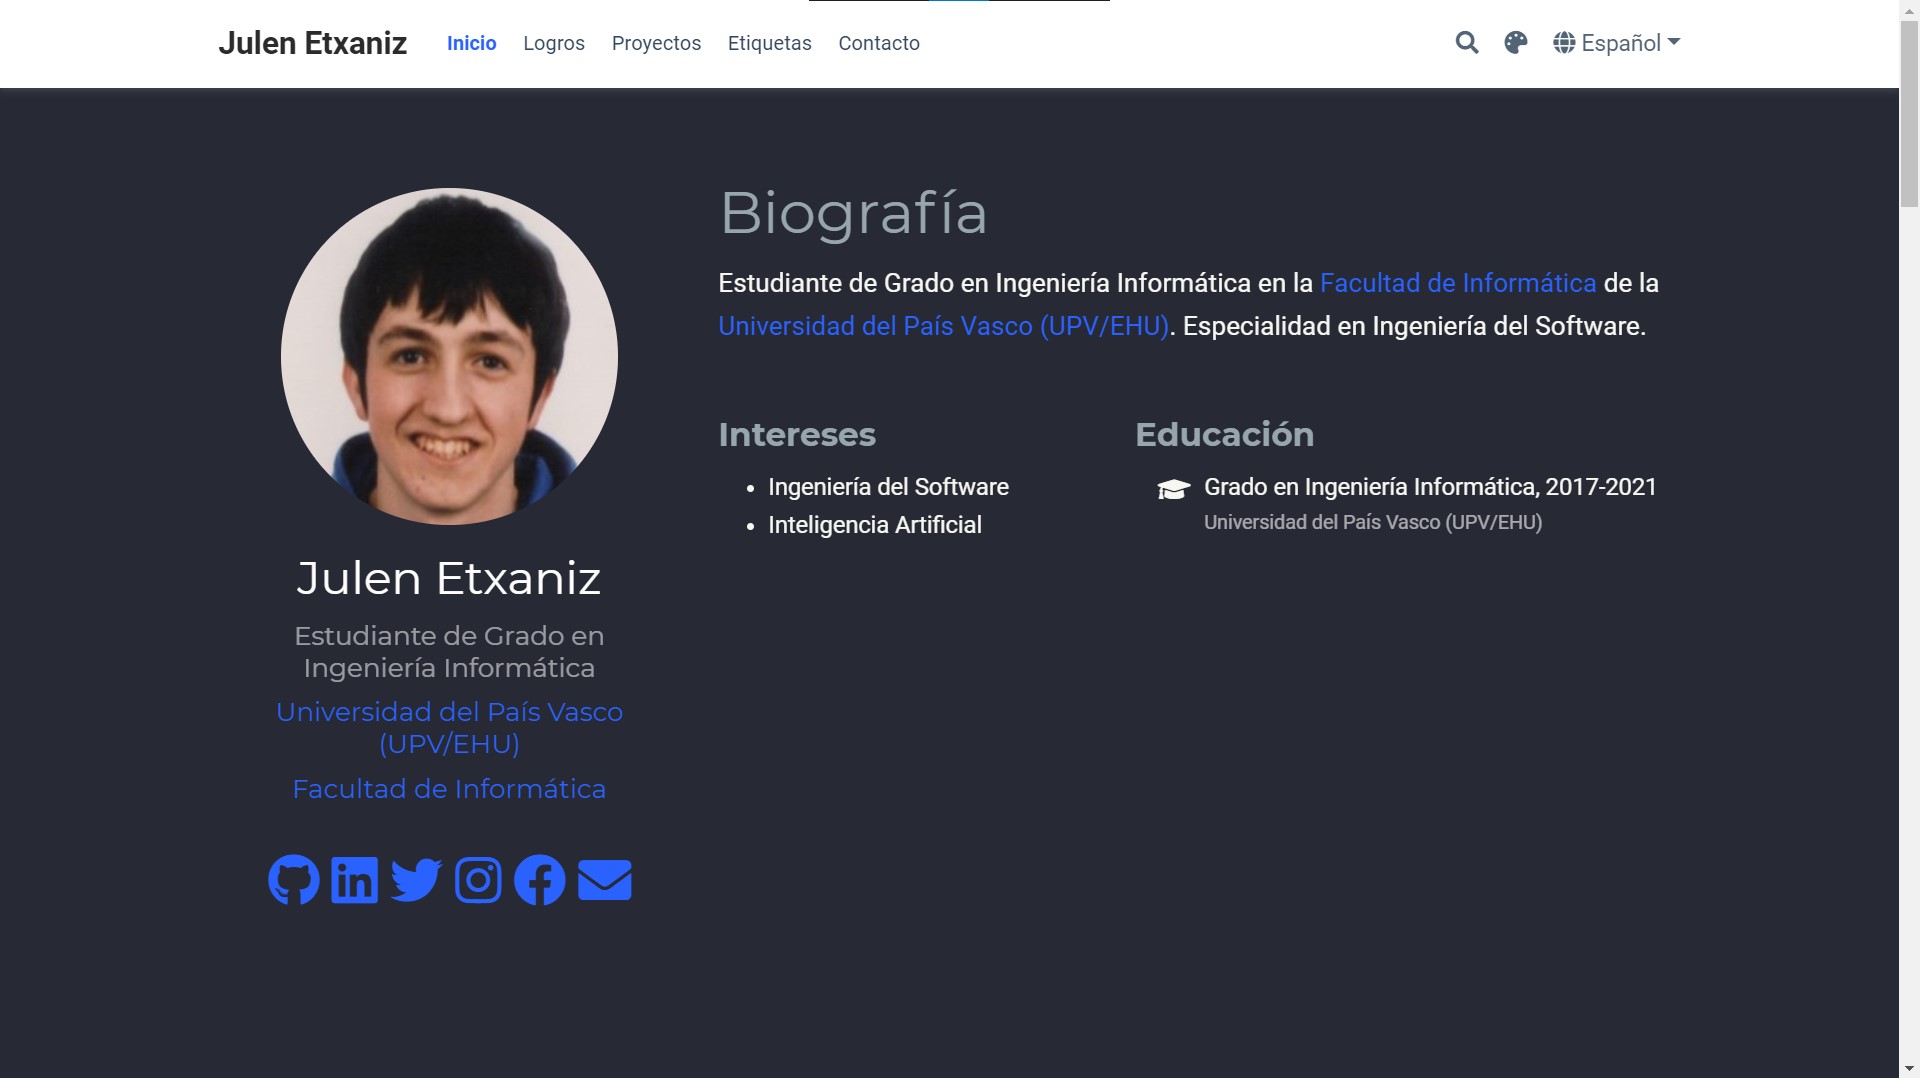 Julen Etxaniz
Inicio
Logros
Proyectos
Etiquetas
Contacto
Español
Julen Etxaniz
Estudiante de Grado en
Ingeniería Informática
Universidad del País Vasco
(UPV/EHU)
Facultad de Informática
Biografía
Estudiante de Grado en Ingeniería Informática en la Facultad de Informática de la
Universidad del País Vasco (UPV/EHU). Especialidad en Ingeniería del Software.
Intereses
Ingeniería del Software
Inteligencia Artificial
Educación
Grado en Ingeniería Informática, 2017-2021
Universidad del País Vasco (UPV/EHU)